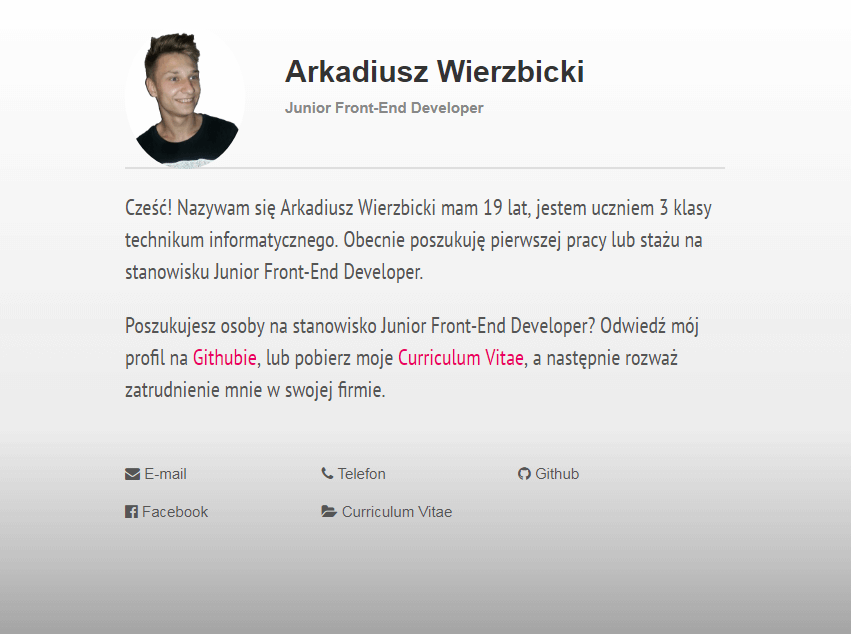 Arkadiusz Wierzbicki
Junior Front-End Developer
Cześć! Nazywam się Arkadiusz Wierzbicki mam 19 lat, jestem uczniem 3 klasy
technikum informatycznego. Obecnie poszukuję pierwszej pracy lub stażu na
stanowisku Junior Front-End Developer.
Poszukujesz osoby na stanowisko Junior Front-End Developer? Odwiedź mój
profil na Githubie, lub pobierz moje Curriculum Vitae, a następnie rozważ
zatrudnienie mnie w swojej firmie.
E-mail Telefon Github
Facebook Curriculum Vitae